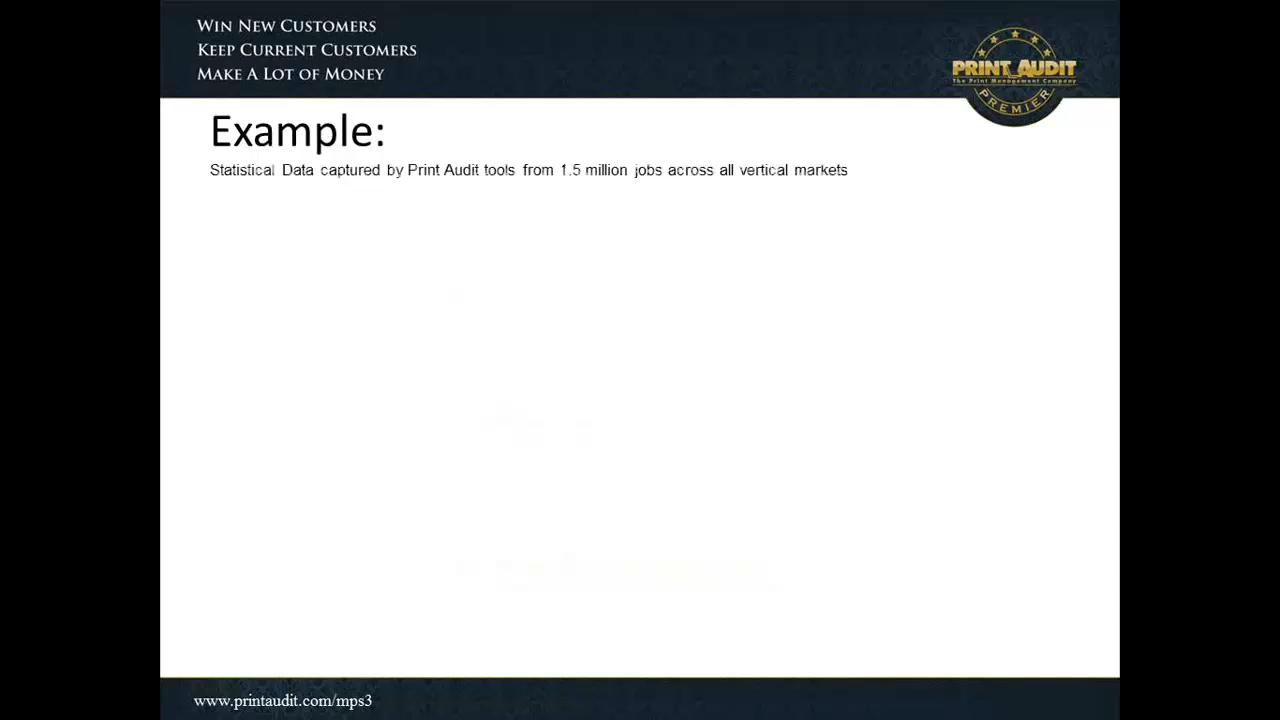 Win New Customers
Keep Current Customers
Make A Lot of Money
PRINT AUDIT
The Print Management Company
PREMIER
Example:
Statistical Data captured by Print Audit tools from 1.5 million jobs across all vertical markets
www.printaudit.com/mps3